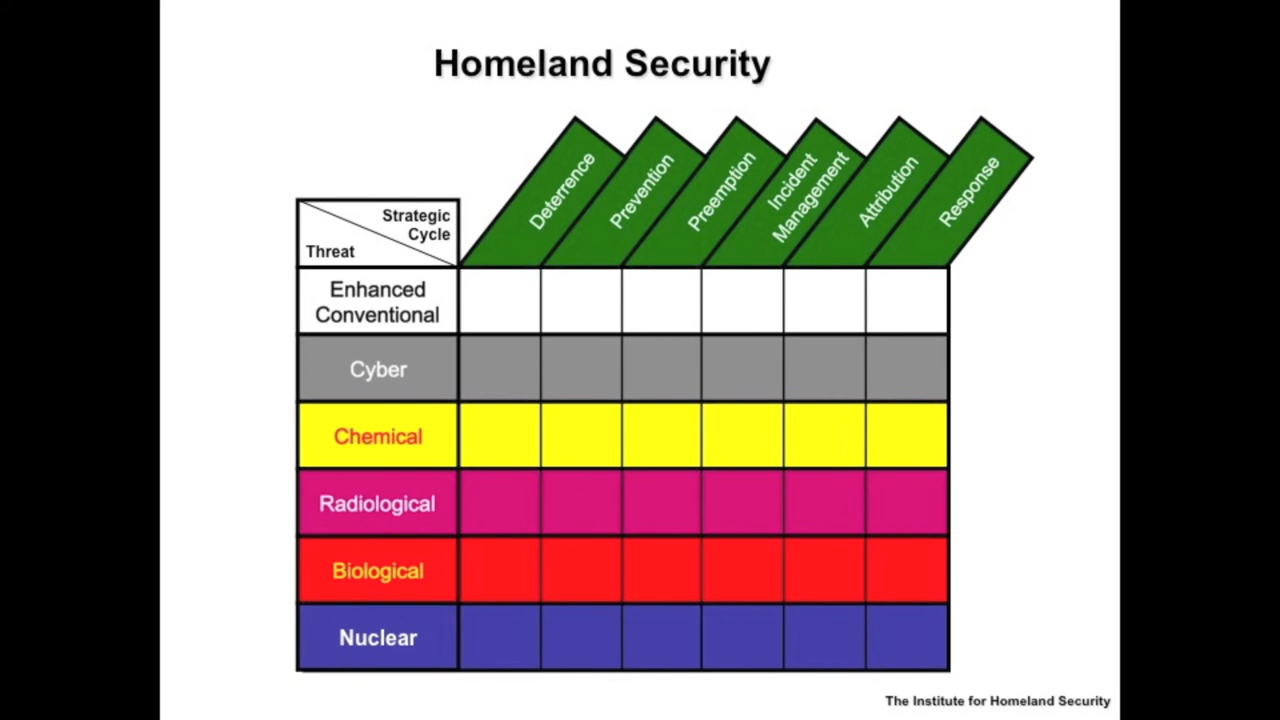 Homeland Security
Deterrence
Prevention
Preemption
Incident
Management
Attribution
Response
Strategic
Cycle
Threat
Enhanced
Conventional
Cyber
Chemical
Radiological
Biological
Nuclear
The Institute for Homeland Security